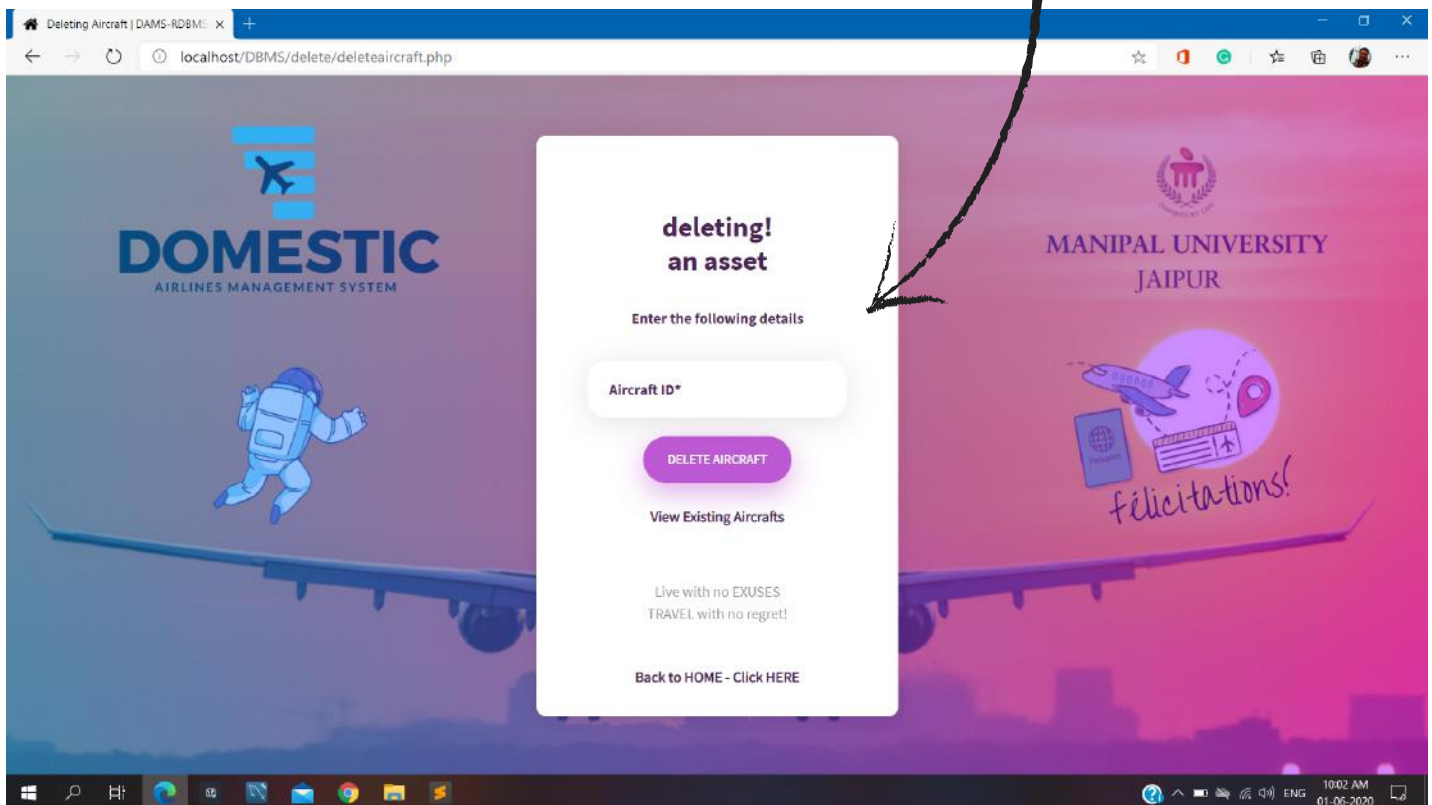 Deleting Aircraft | DAMS-RDBMS
localhost/DBMS/delete/deleteaircraft.php
DOMESTIC
AIRLINES MANAGEMENT SYSTEM
deleting!
an asset
Enter the following details
Aircraft ID*
DELETE AIRCRAFT
View Existing Aircrafts
Live with no EXUSES
TRAVEL with no regret!
Back to HOME - Click HERE
MANIPAL UNIVERSITY
JAIPUR
Passport
félicitations!
ENG
10:02 AM
01-06-2020